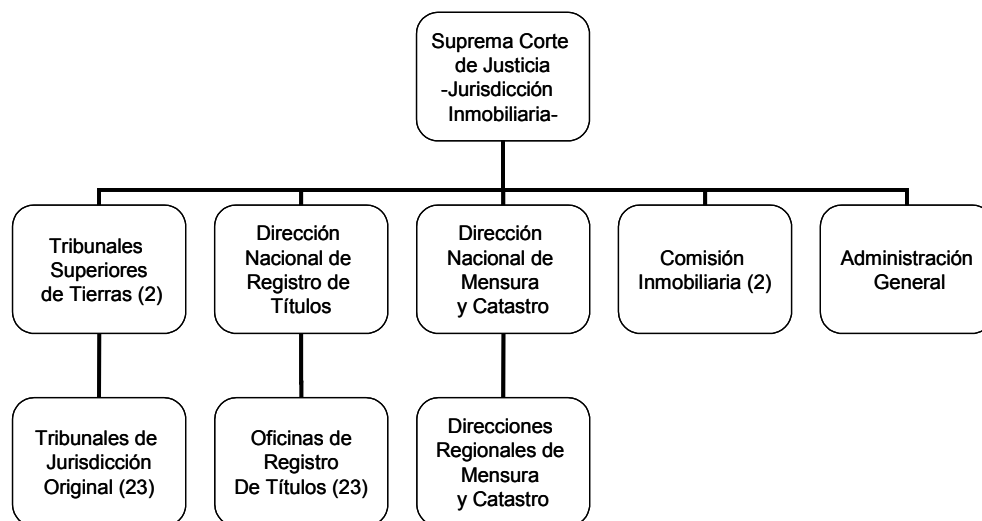 Suprema Corte
de Justicia
-Jurisdicción
Inmobiliaria-
Tribunales
Superiores
de Tierras (2)
Dirección
Nacional de
Registro de
Títulos
Dirección
Nacional de
Mensura
y Catastro
Comisión
Inmobiliaria (2)
Administración
General
Tribunales de
Jurisdicción
Original (23)
Oficinas de
Registro
De Títulos (23)
Direcciones
Regionales de
Mensura
y Catastro